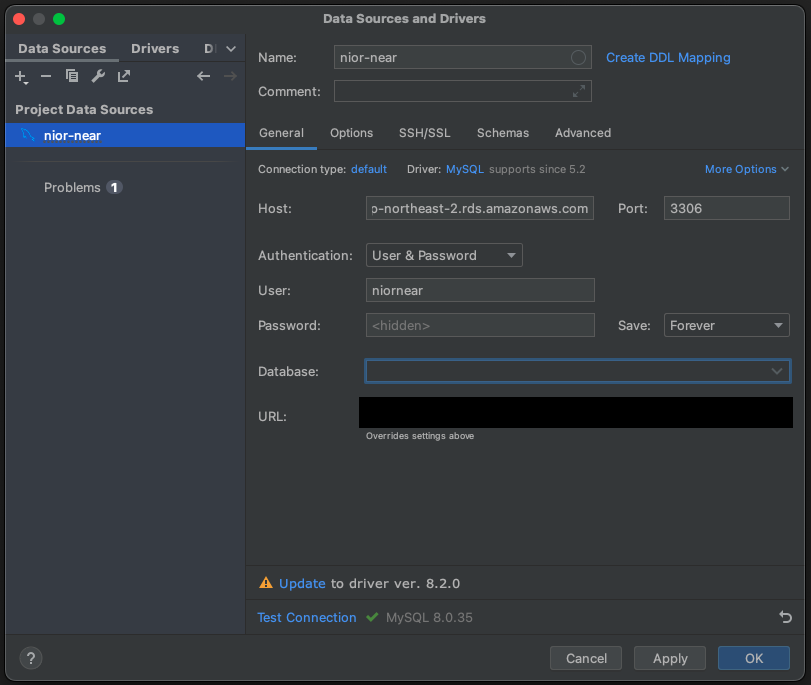 Data Sources and Drivers
Data Sources Drivers
Name: nior-near Create DDL Mapping
Comment:
Project Data Sources
nior-near
Problems 1
General Options SSH/SSL Schemas Advanced
Connection type: default Driver: MySQL supports since 5.2 More Options
Host: o-northeast-2.rds.amazonaws.com Port: 3306
Authentication: User & Password
User: niornear
Password: <hidden> Save: Forever
Database:
URL:
Overrides settings above
Update to driver ver. 8.2.0
Test Connection MySQL 8.0.35
? Cancel Apply OK